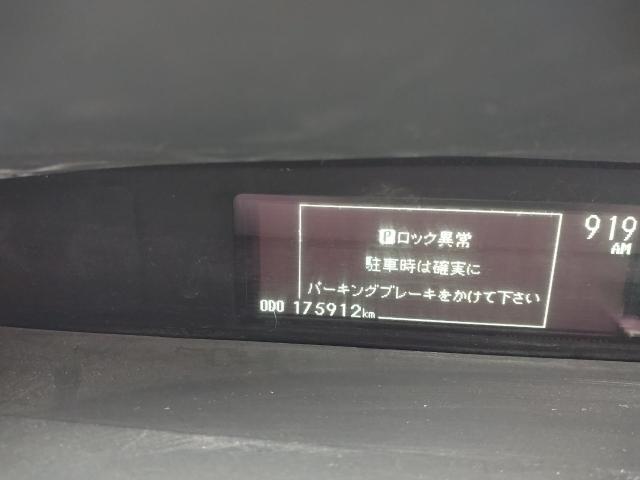 919
AM
Pロック異常
駐車時は確実に
パーキングブレーキをかけて下さい
ODO 175912km